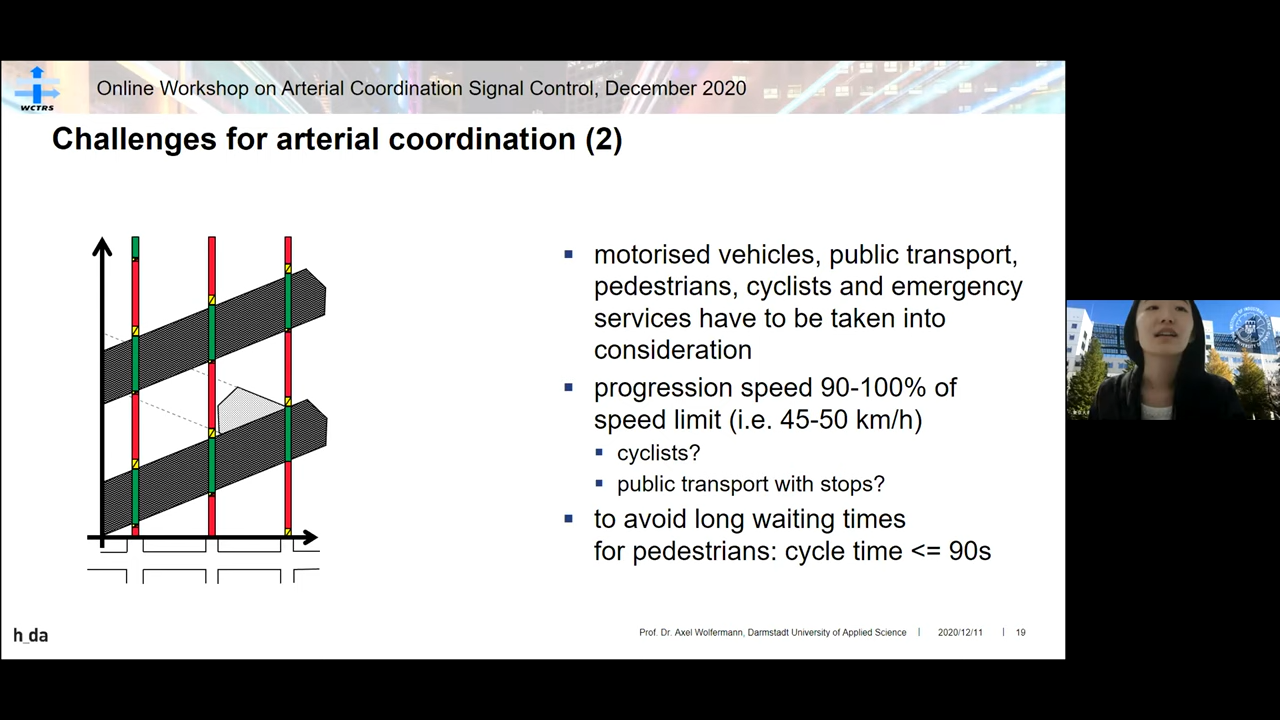 WCTRS
Online Workshop on Arterial Coordination Signal Control, December 2020
Challenges for arterial coordination (2)
▪ motorised vehicles, public transport,
pedestrians, cyclists and emergency
services have to be taken into
consideration
▪ progression speed 90-100% of
speed limit (i.e. 45-50 km/h)
▪ cyclists?
▪ public transport with stops?
▪ to avoid long waiting times
for pedestrians: cycle time <= 90s
h_da
Prof. Dr. Axel Wolfermann, Darmstadt University of Applied Science | 2020/12/11 | 19